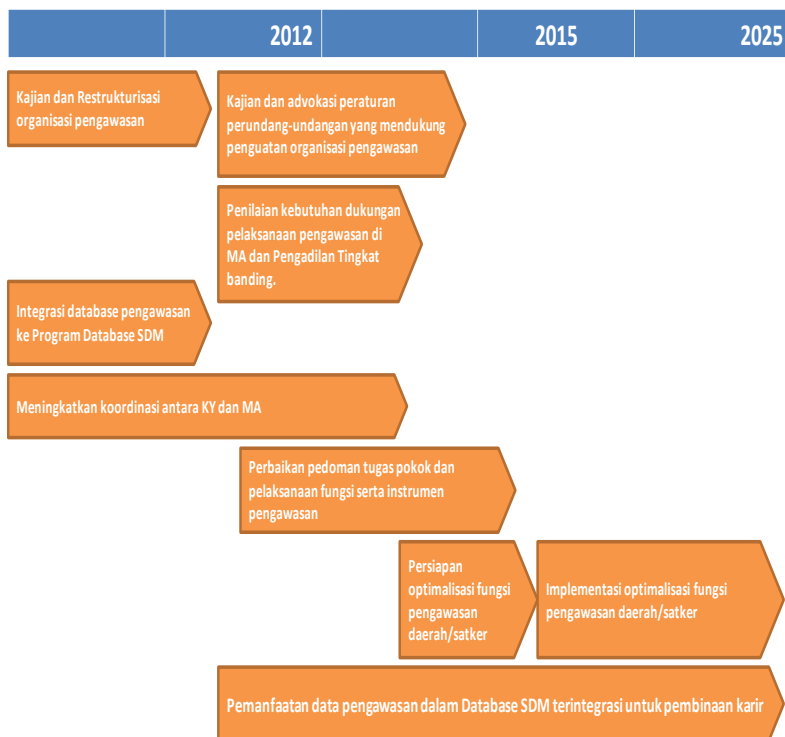 2012 2015 2025
Kajian dan Restrukturisasi
organisasi pengawasan
Kajian dan advokasi peraturan
perundang-undangan yang mendukung
penguatan organisasi pengawasan
Penilaian kebutuhan dukungan
pelaksanaan pengawasan di
MA dan Pengadilan Tingkat
banding.
Integrasi database pengawasan
ke Program Database SDM
Meningkatkan koordinasi antara KY dan MA
Perbaikan pedoman tugas pokok dan
pelaksanaan fungsi serta instrumen
pengawasan
Persiapan
optimalisasi fungsi
pengawasan
daerah/satker
Implementasi optimalisasi fungsi
pengawasan daerah/satker
Pemanfaatan data pengawasan dalam Database SDM terintegrasi untuk pembinaan karir